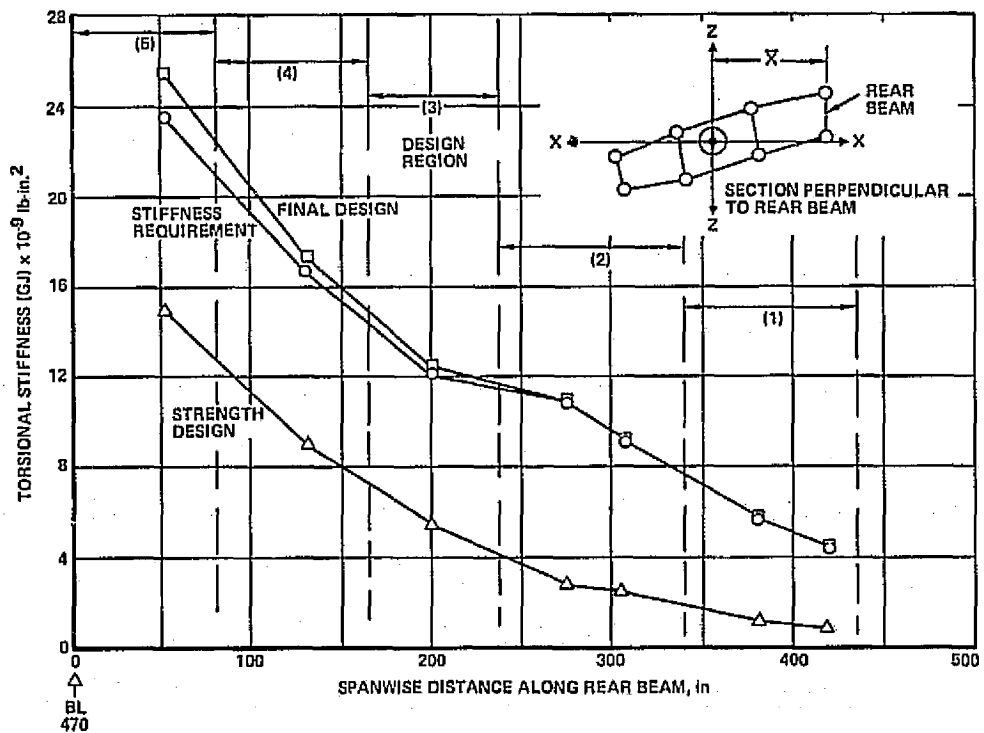 TORSIONAL STIFFNESS (GJ) x 10⁻⁹ lb-in.²
28
24
20
16
12
8
4
0
(5)
(4)
(3)
(2)
(1)
DESIGN
REGION
STIFFNESS
REQUIREMENT
FINAL DESIGN
STRENGTH
DESIGN
Z
X̄
REAR
BEAM
X
X
Z
SECTION PERPENDICULAR
TO REAR BEAM
0
100
200
300
400
500
SPANWISE DISTANCE ALONG REAR BEAM, in
BL
470